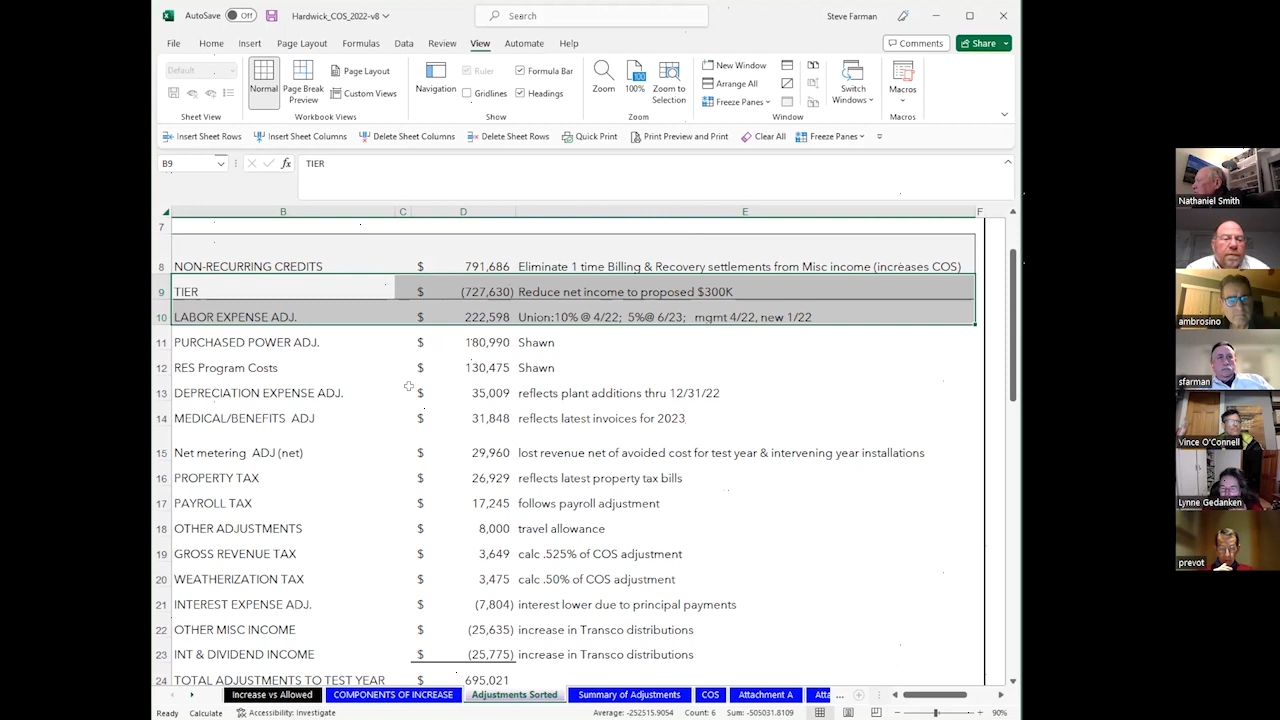 AutoSave Off Hardwick_COS_2022-v8 Search Steve Farman
File Home Insert Page Layout Formulas Data Review View Automate Help Comments Share
Default Normal Page Break Preview Page Layout Custom Views Navigation Ruler Formula Bar Gridlines Headings Zoom 100% Zoom to Selection New Window Arrange All Freeze Panes Switch Windows Macros
Sheet View Workbook Views Show Zoom Window Macros
Insert Sheet Rows Insert Sheet Columns Delete Sheet Columns Delete Sheet Rows Quick Print Print Preview and Print Clear All Freeze Panes
B9 fx TIER
B C D E F
7
8 NON-RECURRING CREDITS $ 791,686 Eliminate 1 time Billing & Recovery settlements from Misc income (increases COS)
9 TIER $ (727,630) Reduce net income to proposed $300K
10 LABOR EXPENSE ADJ. $ 222,598 Union:10% @ 4/22; 5%@ 6/23; mgmt 4/22, new 1/22
11 PURCHASED POWER ADJ. $ 180,990 Shawn
12 RES Program Costs $ 130,475 Shawn
13 DEPRECIATION EXPENSE ADJ. $ 35,009 reflects plant additions thru 12/31/22
14 MEDICAL/BENEFITS ADJ $ 31,848 reflects latest invoices for 2023
15 Net metering ADJ (net) $ 29,960 lost revenue net of avoided cost for test year & intervening year installations
16 PROPERTY TAX $ 26,929 reflects latest property tax bills
17 PAYROLL TAX $ 17,245 follows payroll adjustment
18 OTHER ADJUSTMENTS $ 8,000 travel allowance
19 GROSS REVENUE TAX $ 3,649 calc .525% of COS adjustment
20 WEATHERIZATION TAX $ 3,475 calc .50% of COS adjustment
21 INTEREST EXPENSE ADJ. $ (7,804) interest lower due to principal payments
22 OTHER MISC INCOME $ (25,635) increase in Transco distributions
23 INT & DIVIDEND INCOME $ (25,775) increase in Transco distributions
24 TOTAL ADJUSTMENTS TO TEST YEAR $ 695,021
Increase vs Allowed COMPONENTS OF INCREASE Adjustments Sorted Summary of Adjustments COS Attachment A Atta ...
Ready Calculate Accessibility: Investigate Average: -252515.9054 Count: 6 Sum: -505031.8109 90%
Nathaniel Smith
ambrosino
sfarman
Vince O'Connell
Lynne Gedanken
prevot